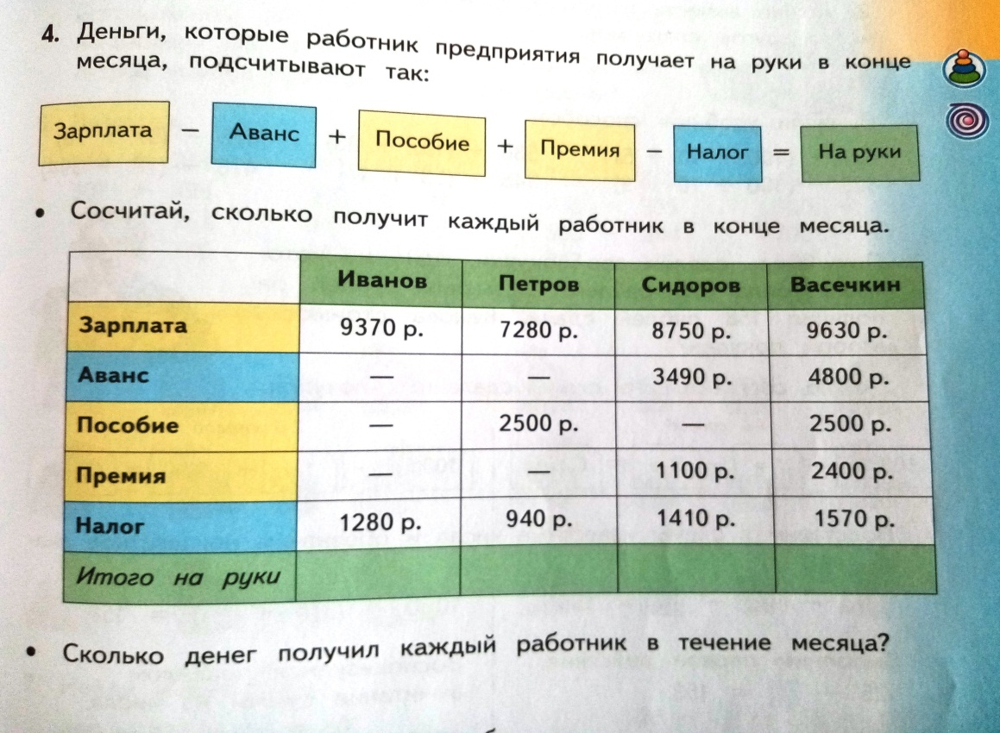 4. Деньги, которые работник предприятия получает на руки в конце
месяца, подсчитывают так:
Зарплата — Аванс + Пособие + Премия — Налог = На руки
• Сосчитай, сколько получит каждый работник в конце месяца.
Иванов Петров Сидоров Васечкин
Зарплата 9370 р. 7280 р. 8750 р. 9630 р.
Аванс — — 3490 р. 4800 р.
Пособие — 2500 р. — 2500 р.
Премия — — 1100 р. 2400 р.
Налог 1280 р. 940 р. 1410 р. 1570 р.
Итого на руки
• Сколько денег получил каждый работник в течение месяца?